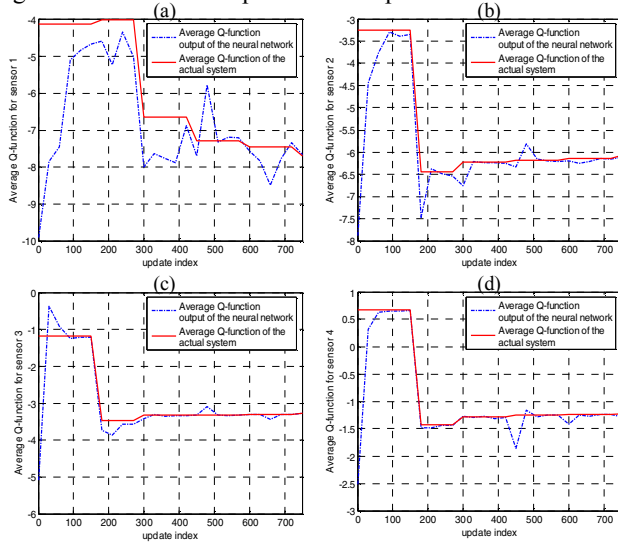 (a)
-4
-5
-6
-7
-8
-9
-10
Average Q-function for sensor 1
Average Q-function
output of the neural network
Average Q-function of the
actual system
0 100 200 300 400 500 600 700
update index
(b)
-3
-3.5
-4
-4.5
-5
-5.5
-6
-6.5
-7
-7.5
-8
Average Q-function for sensor 2
Average Q-function
output of the neural network
Average Q-function of the
actual system
0 100 200 300 400 500 600 700
update index
(c)
0
-1
-2
-3
-4
-5
-6
Average Q-function for sensor 3
Average Q-function
output of the neural network
Average Q-function of the
actual system
0 100 200 300 400 500 600 700
update index
(d)
1
0.5
0
-0.5
-1
-1.5
-2
-2.5
-3
Average Q-function for sensor 4
Average Q-function
output of the neural network
Average Q-function of the
actual system
0 100 200 300 400 500 600 700
update index